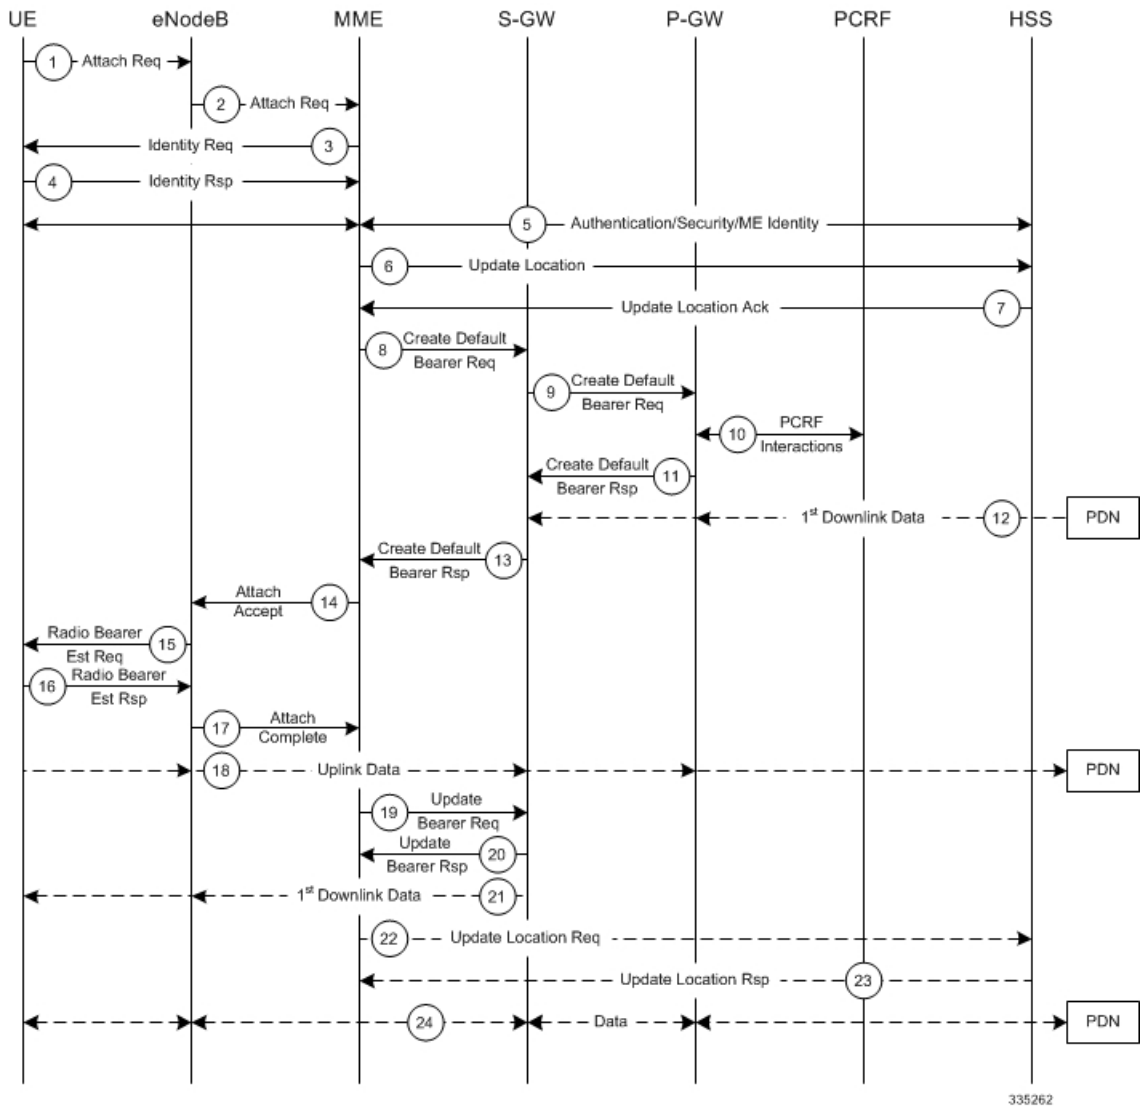 UE eNodeB MME S-GW P-GW PCRF HSS
1 Attach Req
2 Attach Req
Identity Req 3
4 Identity Rsp
5 Authentication/Security/ME Identity
6 Update Location
Update Location Ack 7
8 Create Default
Bearer Req
9 Create Default
Bearer Req
10 PCRF
Interactions
Create Default 11
Bearer Rsp
1st Downlink Data 12 PDN
Create Default 13
Bearer Rsp
Attach 14
Accept
Radio Bearer 15
Est Req
16 Radio Bearer
Est Rsp
17 Attach
Complete
18 Uplink Data PDN
19 Update
Bearer Req
Update 20
Bearer Rsp
1st Downlink Data 21
22 Update Location Req
Update Location Rsp 23
24 Data PDN
335262